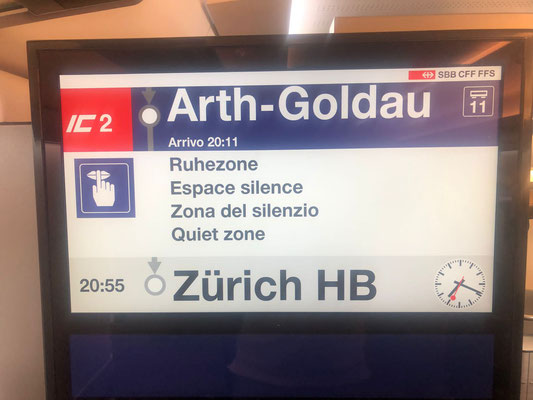 SBB CFF FFS
IC 2
Arth-Goldau
11
Arrivo 20:11
Ruhezone
Espace silence
Zona del silenzio
Quiet zone
20:55
Zürich HB